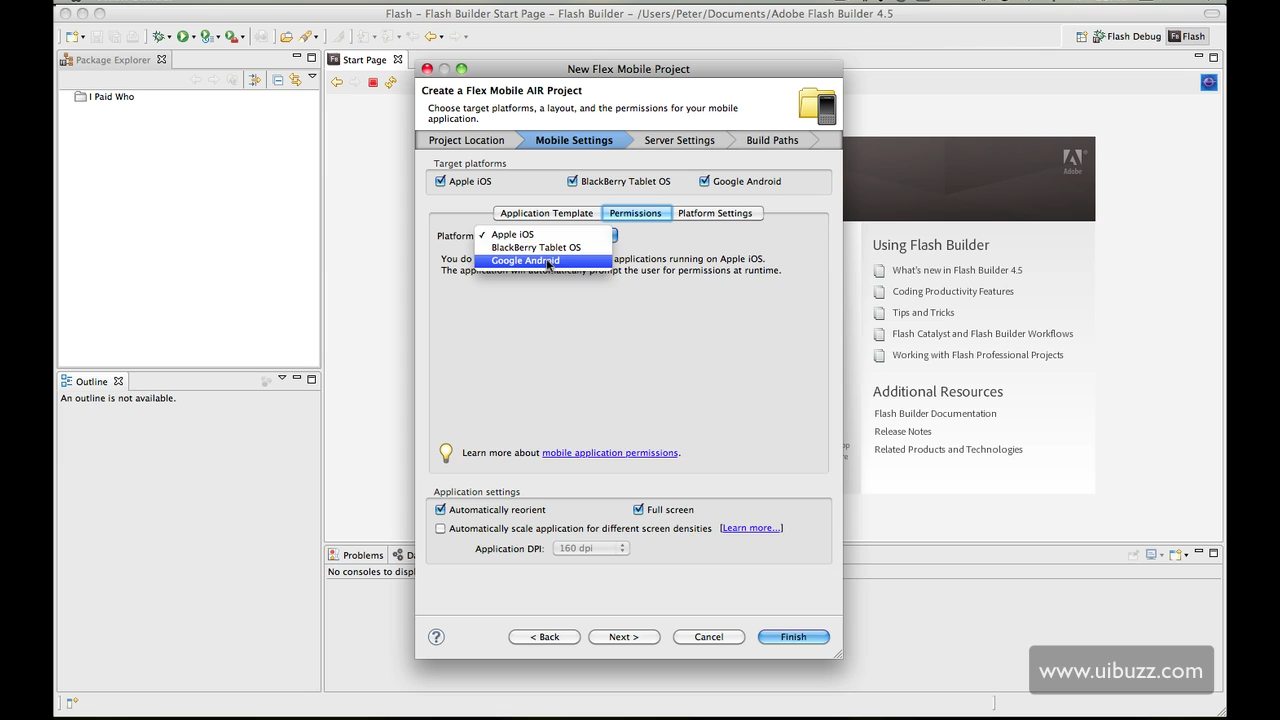 Flash - Flash Builder Start Page - Flash Builder - /Users/Peter/Documents/Adobe Flash Builder 4.5
Flash Debug
Fb Flash
Package Explorer
I Paid Who
Outline
An outline is not available.
Fb Start Page
New Flex Mobile Project
Create a Flex Mobile AIR Project
Choose target platforms, a layout, and the permissions for your mobile
application.
Project Location
Mobile Settings
Server Settings
Build Paths
Target platforms
Apple iOS
BlackBerry Tablet OS
Google Android
Application Template
Permissions
Platform Settings
Platform
✓ Apple iOS
BlackBerry Tablet OS
Google Android
You do applications running on Apple iOS.
The application will automatically prompt the user for permissions at runtime.
Learn more about mobile application permissions.
Application settings
Automatically reorient
Full screen
Automatically scale application for different screen densities [Learn more...]
Application DPI: 160 dpi
?
< Back
Next >
Cancel
Finish
Adobe
Using Flash Builder
What's new in Flash Builder 4.5
Coding Productivity Features
Tips and Tricks
Flash Catalyst and Flash Builder Workflows
Working with Flash Professional Projects
Additional Resources
Flash Builder Documentation
Release Notes
Related Products and Technologies
Problems
Da
No consoles to displ
www.uibuzz.com